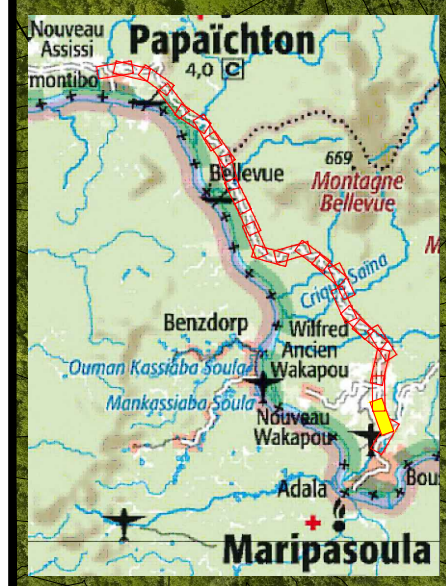 Nouveau
Assissi
Papaïchton
montibo
4,0 C
669
Bellevue
Montagne
Bellevue
M
Crique Saïna
Benzdorp
Wilfred
Ancien
Wakapou
Ouman Kassiaba Soula
Mankassiaba Soula
Nouveau
Wakapou
Adala
Bou
Maripasoula